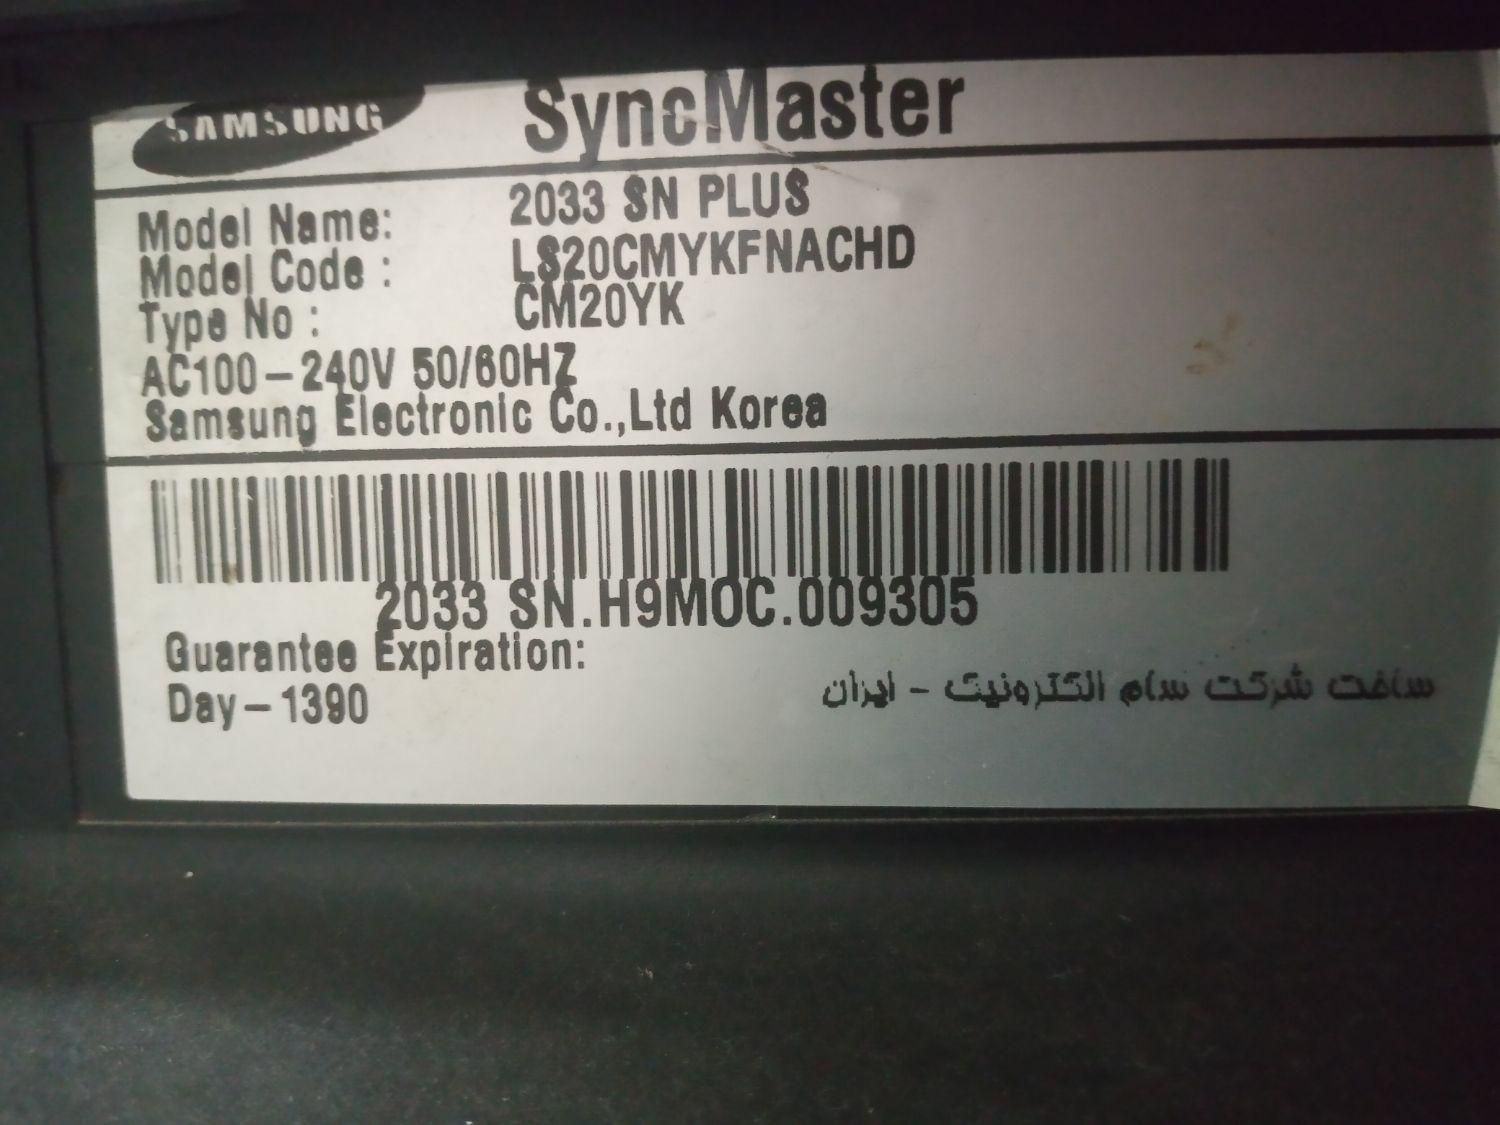 SAMSUNG SyncMaster
Model Name: 2033 SN PLUS
Model Code : LS20CMYKFNACHD
Type No : CM20YK
AC100-240V 50/60HZ
Samsung Electronic Co.,Ltd Korea
2033 SN.H9MOC.009305
Guarantee Expiration:
Day-1390
ساخت شرکت سام الکترونیک - ایران